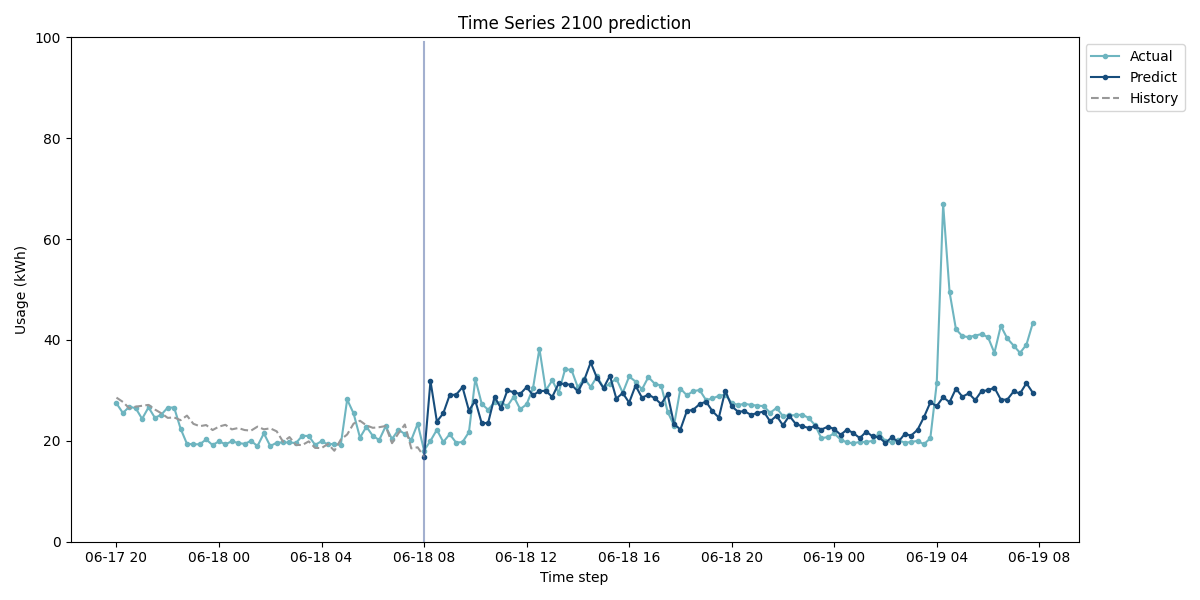 Time Series 2100 prediction
100
80
60
40
20
0
Usage (kWh)
06-17 20
06-18 00
06-18 04
06-18 08
06-18 12
06-18 16
06-18 20
06-19 00
06-19 04
06-19 08
Time step
Actual
Predict
History